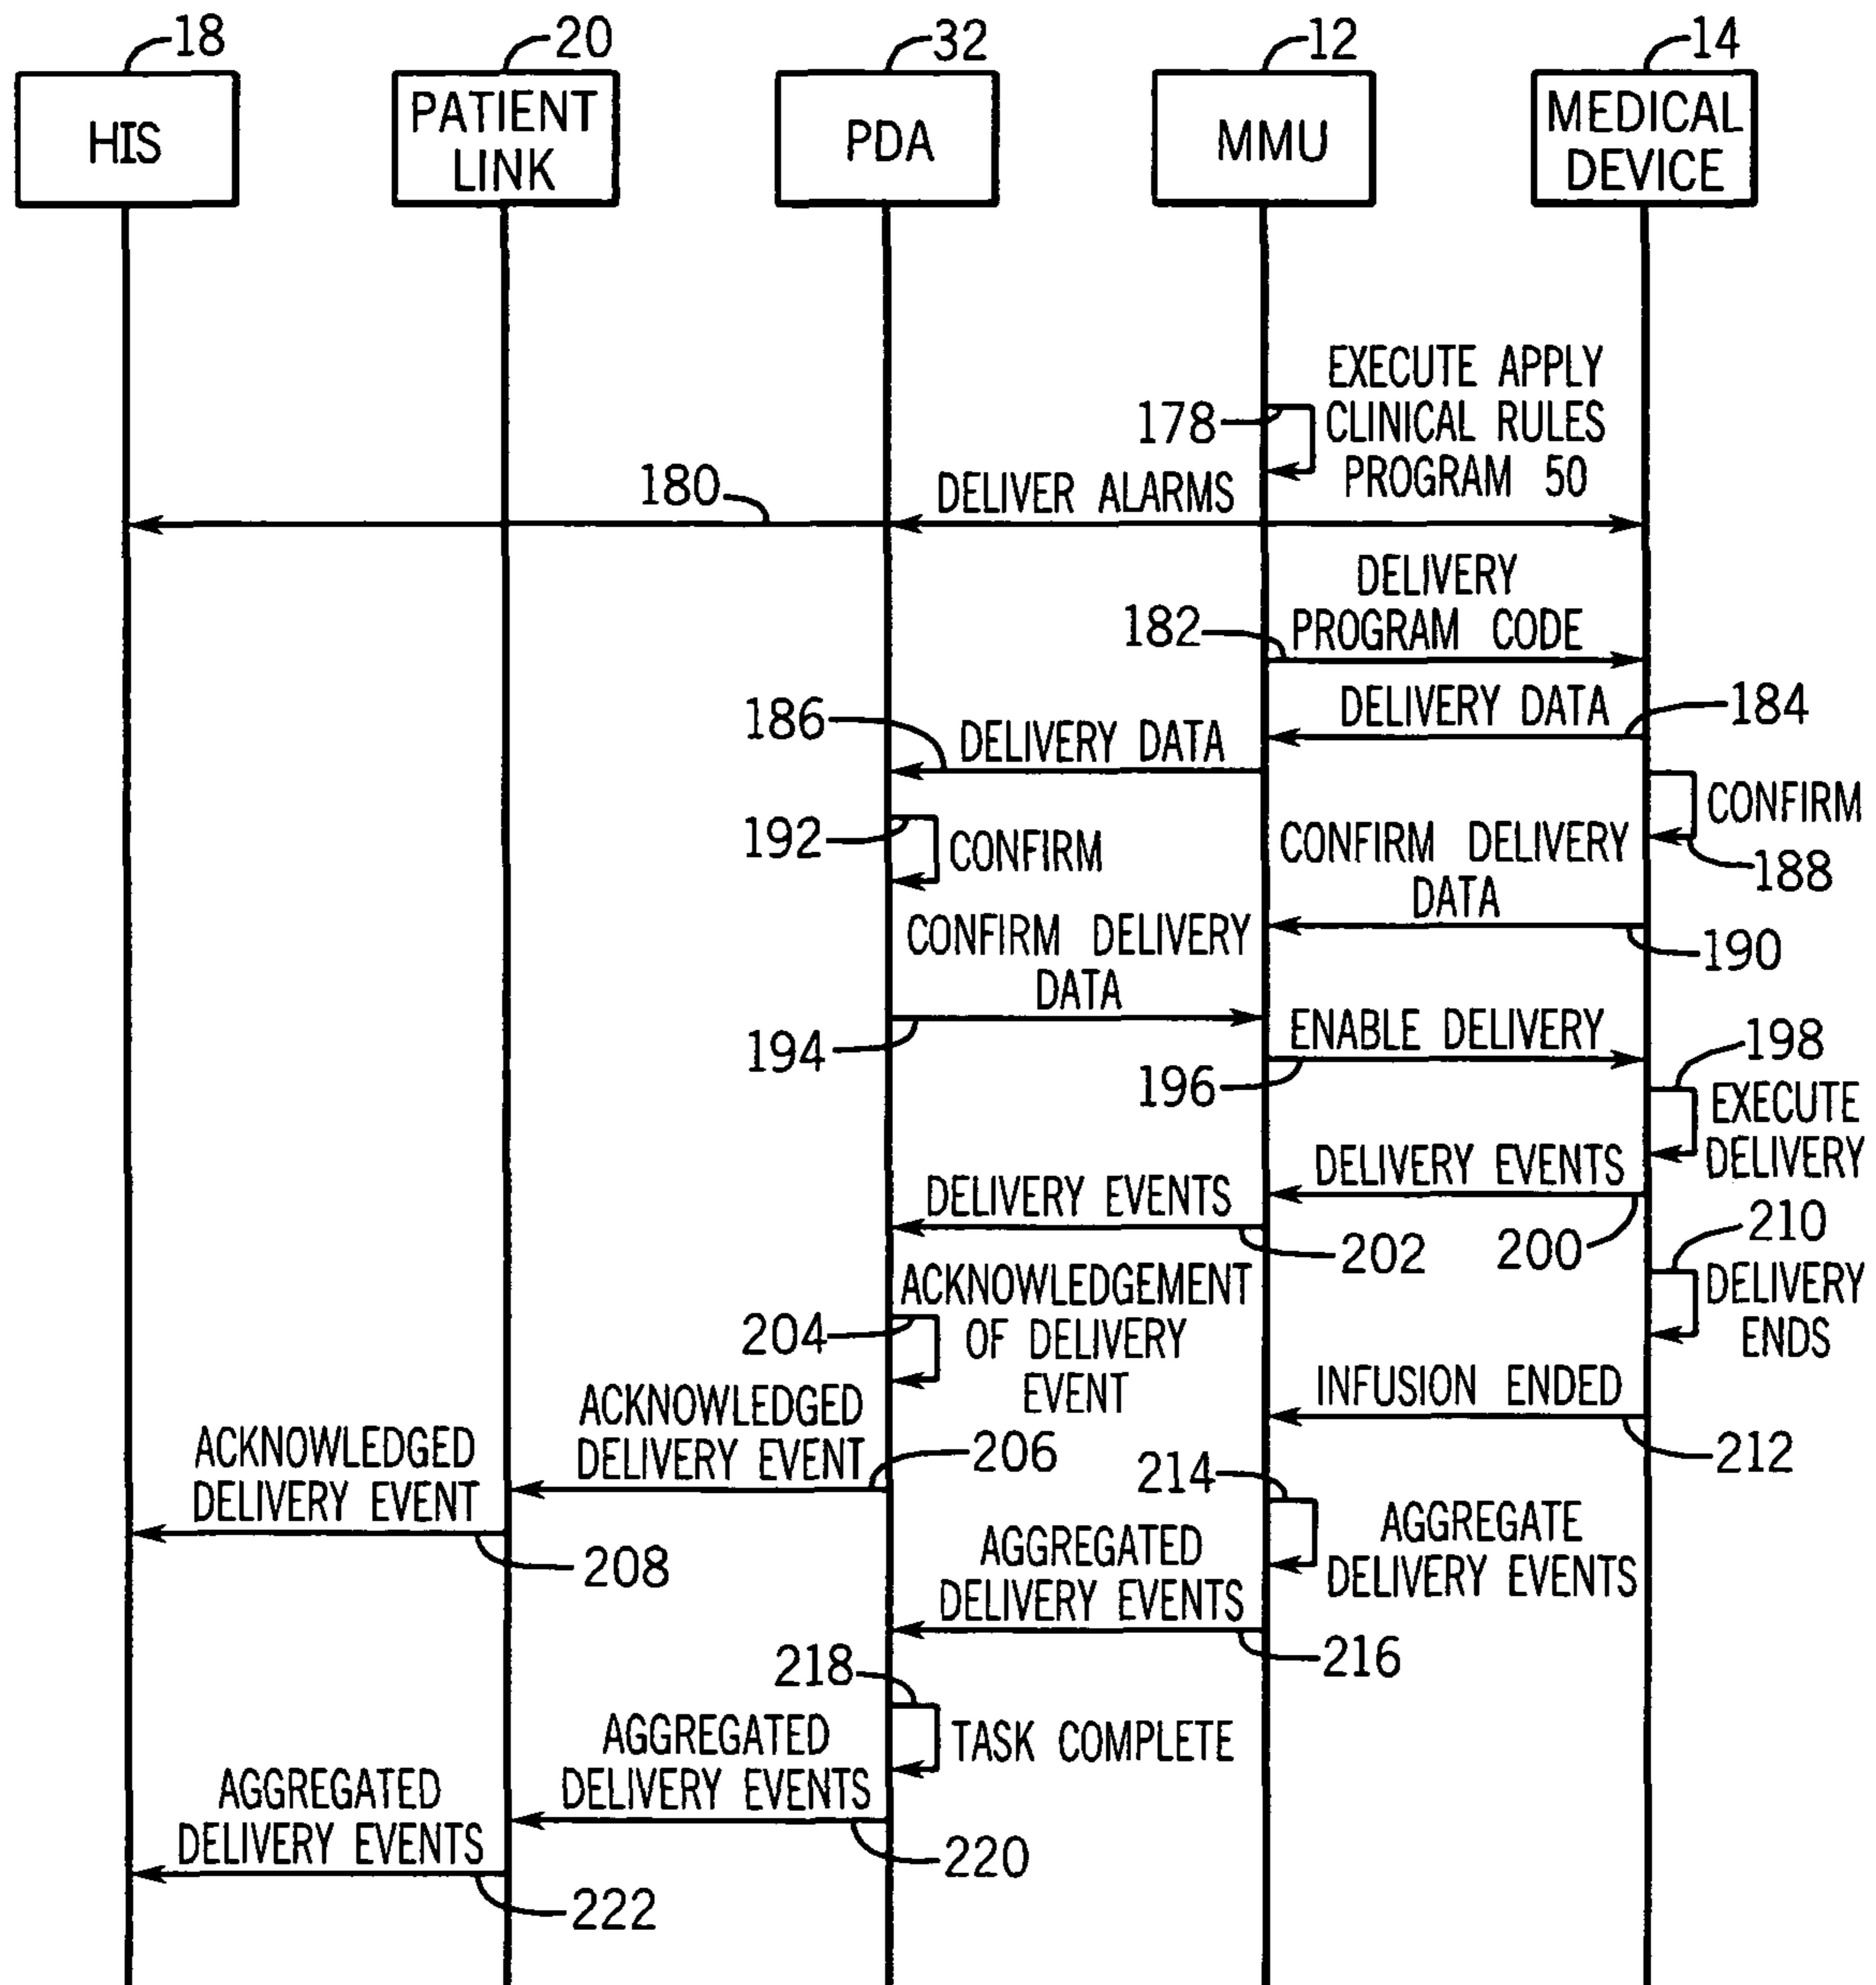 18
20
32
12
14
HIS
PATIENT
LINK
PDA
MMU
MEDICAL
DEVICE
178
EXECUTE APPLY
CLINICAL RULES
PROGRAM 50
180
DELIVER ALARMS
182
DELIVERY
PROGRAM CODE
DELIVERY DATA
184
186
DELIVERY DATA
CONFIRM
188
192
CONFIRM
CONFIRM DELIVERY
DATA
190
CONFIRM DELIVERY
DATA
194
ENABLE DELIVERY
196
198
EXECUTE
DELIVERY
DELIVERY EVENTS
200
DELIVERY EVENTS
202
210
DELIVERY
ENDS
204
ACKNOWLEDGEMENT
OF DELIVERY
EVENT
INFUSION ENDED
212
ACKNOWLEDGED
DELIVERY EVENT
206
ACKNOWLEDGED
DELIVERY EVENT
208
214
AGGREGATE
DELIVERY EVENTS
AGGREGATED
DELIVERY EVENTS
216
218
TASK COMPLETE
AGGREGATED
DELIVERY EVENTS
220
AGGREGATED
DELIVERY EVENTS
222